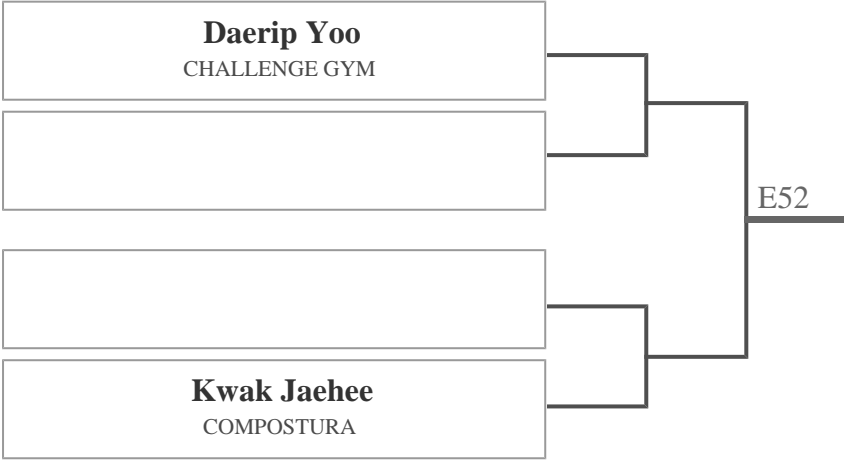 Daerip Yoo
CHALLENGE GYM
E52
Kwak Jaehee
COMPOSTURA